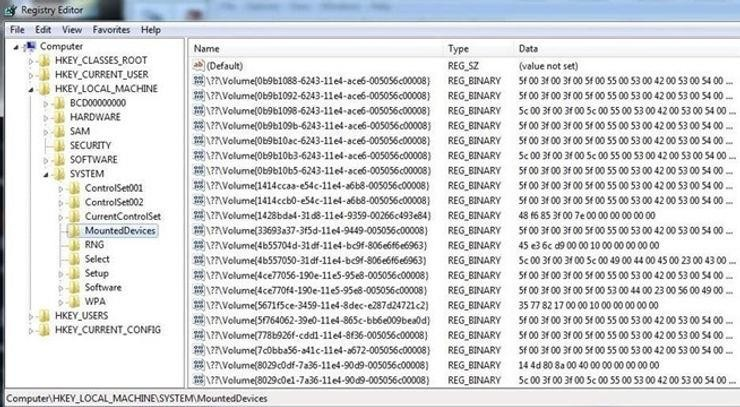 Registry Editor
File Edit View Favorites Help
Computer
HKEY_CLASSES_ROOT
HKEY_CURRENT_USER
HKEY_LOCAL_MACHINE
BCD00000000
HARDWARE
SAM
SECURITY
SOFTWARE
SYSTEM
ControlSet001
ControlSet002
CurrentControlSet
MountedDevices
RNG
Select
Setup
Software
WPA
HKEY_USERS
HKEY_CURRENT_CONFIG
Name Type Data
(Default) REG_SZ (value not set)
\??\Volume{0b9b1088-6243-11e4-ace6-005056c00008} REG_BINARY 5f 00 3f 00 3f 00 5f 00 55 00 53 00 42 00 53 00 54 00 ...
\??\Volume{0b9b1092-6243-11e4-ace6-005056c00008} REG_BINARY 5f 00 3f 00 3f 00 5f 00 55 00 53 00 42 00 53 00 54 00 ...
\??\Volume{0b9b1098-6243-11e4-ace6-005056c00008} REG_BINARY 5c 00 3f 00 3f 00 5c 00 55 00 53 00 42 00 53 00 54 00 ...
\??\Volume{0b9b109b-6243-11e4-ace6-005056c00008} REG_BINARY 5f 00 3f 00 3f 00 5f 00 55 00 53 00 42 00 53 00 54 00 ...
\??\Volume{0b9b10ac-6243-11e4-ace6-005056c00008} REG_BINARY 5f 00 3f 00 3f 00 5f 00 55 00 53 00 42 00 53 00 54 00 ...
\??\Volume{0b9b10b3-6243-11e4-ace6-005056c00008} REG_BINARY 5c 00 3f 00 3f 00 5c 00 55 00 53 00 42 00 53 00 54 00 ...
\??\Volume{0b9b10b5-6243-11e4-ace6-005056c00008} REG_BINARY 5f 00 3f 00 3f 00 5f 00 55 00 53 00 42 00 53 00 54 00 ...
\??\Volume{1414ccaa-e54c-11e4-a6b8-005056c00008} REG_BINARY 5f 00 3f 00 3f 00 5f 00 55 00 53 00 42 00 53 00 54 00 ...
\??\Volume{1414ccb0-e54c-11e4-a6b8-005056c00008} REG_BINARY 5f 00 3f 00 3f 00 5f 00 55 00 53 00 42 00 53 00 54 00 ...
\??\Volume{1428bda4-31d8-11e4-9359-00266c493e84} REG_BINARY 48 f6 85 3f 00 7e 00 00 00 00 00 00
\??\Volume{33693a37-3f5d-11e4-9449-005056c00008} REG_BINARY 5f 00 3f 00 3f 00 5f 00 55 00 53 00 42 00 53 00 54 00 ...
\??\Volume{4b55704d-31df-11e4-bc9f-806e6f6e6963} REG_BINARY 45 e3 6c d9 00 00 10 00 00 00 00 00
\??\Volume{4b557050-31df-11e4-bc9f-806e6f6e6963} REG_BINARY 5c 00 3f 00 3f 00 5c 00 49 00 44 00 45 00 23 00 43 00 ...
\??\Volume{4ce77056-190e-11e5-95e8-005056c00008} REG_BINARY 5f 00 3f 00 3f 00 5f 00 55 00 53 00 42 00 53 00 54 00 ...
\??\Volume{4ce770f4-190e-11e5-95e8-005056c00008} REG_BINARY 5f 00 3f 00 3f 00 5f 00 53 00 44 00 23 00 56 00 49 00 ...
\??\Volume{5671f5ce-3459-11e4-8dec-e287d24721c2} REG_BINARY 35 77 82 17 00 00 10 00 00 00 00 00
\??\Volume{5f764062-39e0-11e4-865c-bb6e009bea0d} REG_BINARY 5f 00 3f 00 3f 00 5f 00 55 00 53 00 42 00 53 00 54 00 ...
\??\Volume{778b926f-cdd1-11e4-8f36-005056c00008} REG_BINARY 5f 00 3f 00 3f 00 5f 00 55 00 53 00 42 00 53 00 54 00 ...
\??\Volume{7c0bba56-a41c-11e4-a672-005056c00008} REG_BINARY 5f 00 3f 00 3f 00 5f 00 55 00 53 00 42 00 53 00 54 00 ...
\??\Volume{8029c0df-7a36-11e4-90d9-005056c00008} REG_BINARY 14 4d 80 8a 00 40 00 00 00 00 00 00
\??\Volume{8029c0e1-7a36-11e4-90d9-005056c00008} REG_BINARY 5c 00 3f 00 3f 00 5c 00 55 00 53 00 42 00 53 00 54 00 ...
Computer\HKEY_LOCAL_MACHINE\SYSTEM\MountedDevices